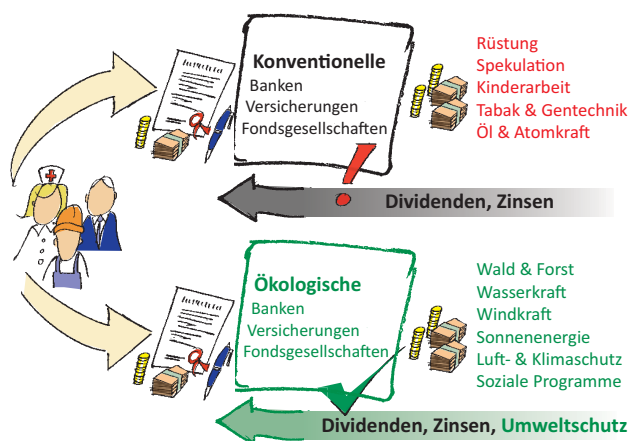 Konventionelle
Banken
Versicherungen
Fondsgesellschaften
Rüstung
Spekulation
Kinderarbeit
Tabak & Gentechnik
Öl & Atomkraft
Dividenden, Zinsen
Ökologische
Banken
Versicherungen
Fondsgesellschaften
Wald & Forst
Wasserkraft
Windkraft
Sonnenenergie
Luft- & Klimaschutz
Soziale Programme
Dividenden, Zinsen, Umweltschutz